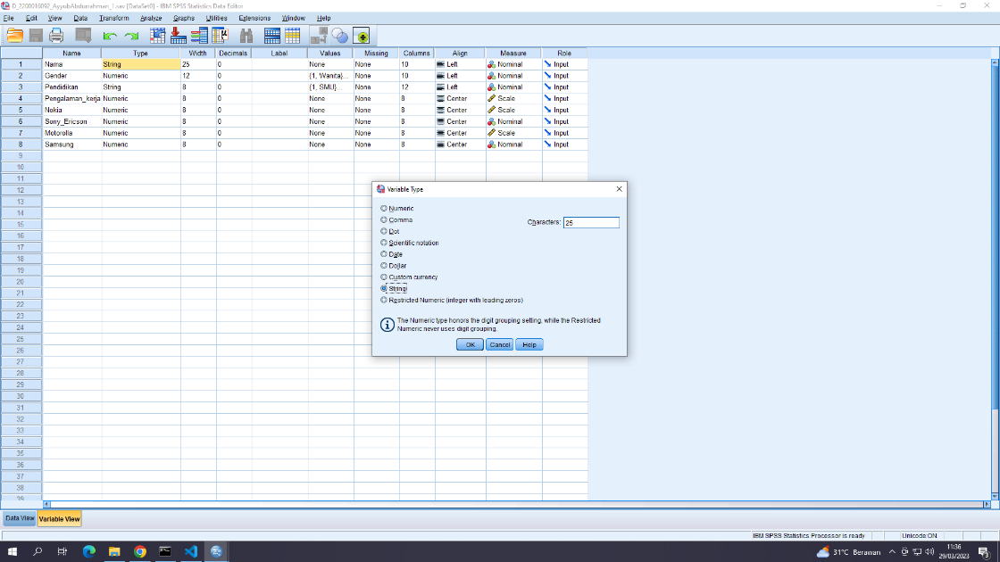 D_2200016092_AyyubAbdurrahman_I.sav [DataSet0] - IBM SPSS Statistics Data Editor
File Edit View Data Transform Analyze Graphs Utilities Extensions Window Help
Name Type Width Decimals Label Values Missing Columns Align Measure Role
1 Nama String 25 0 None None 10 Left Nominal Input
2 Gender Numeric 12 0 {1, Wanita}... None 10 Left Nominal Input
3 Pendidikan String 8 0 {1, SMU}... None 12 Left Nominal Input
4 Pengalaman_kerja Numeric 8 0 None None 8 Center Scale Input
5 Nokia Numeric 8 0 None None 8 Center Scale Input
6 Sony_Ericson Numeric 8 0 None None 8 Center Nominal Input
7 Motorolla Numeric 8 0 None None 8 Center Scale Input
8 Samsung Numeric 8 0 None None 8 Center Nominal Input
9
10
11
12
13
14
15
16
17
18
19
20
21
22
23
24
25
26
27
28
29
30
31
32
33
34
35
36
37
38
39
Variable Type
Numeric
Comma
Characters: 25
Dot
Scientific notation
Date
Dollar
Custom currency
String
Restricted Numeric (integer with leading zeros)
The Numeric type honors the digit grouping setting, while the Restricted
Numeric never uses digit grouping.
OK Cancel Help
Data View Variable View
IBM SPSS Statistics Processor is ready Unicode:ON
31°C Berawan
11:36
29/03/2023
3